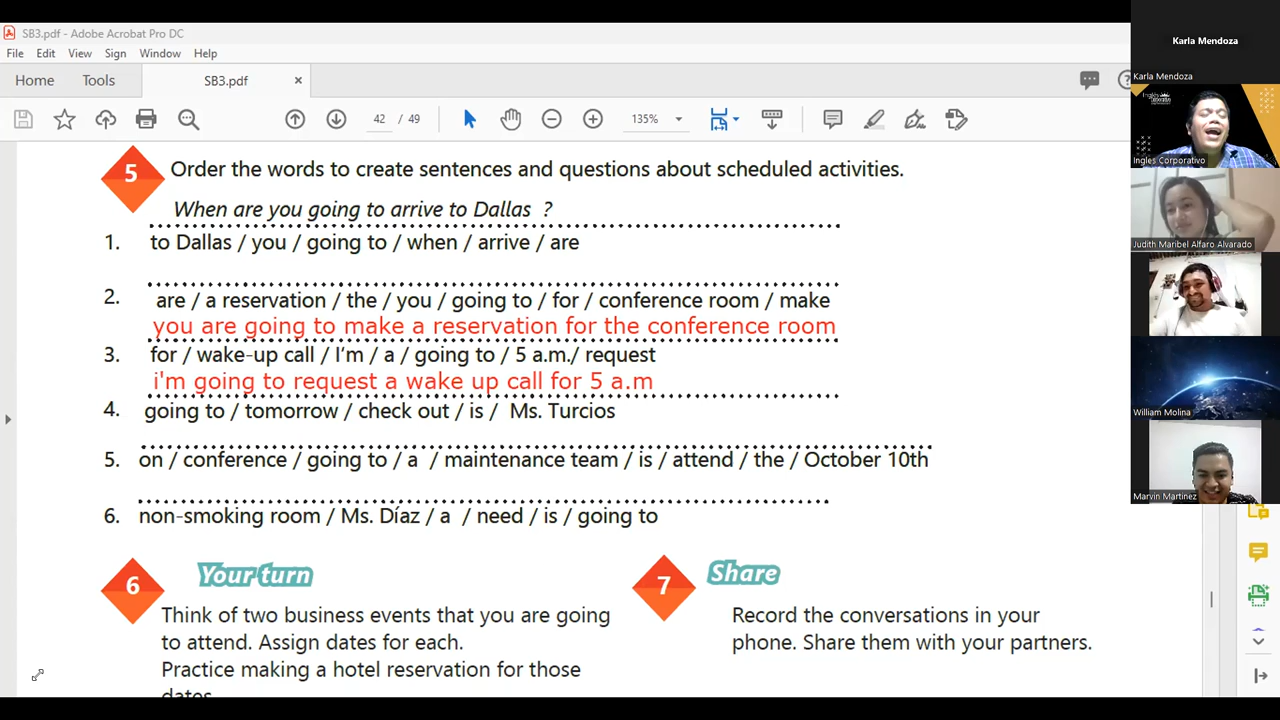 SB3.pdf - Adobe Acrobat Pro DC
File Edit View Sign Window Help
Home Tools SB3.pdf ×
42 / 49 135%
5 Order the words to create sentences and questions about scheduled activities.
When are you going to arrive to Dallas ?
1. to Dallas / you / going to / when / arrive / are
2. are / a reservation / the / you / going to / for / conference room / make
you are going to make a reservation for the conference room
3. for / wake-up call / I'm / a / going to / 5 a.m./ request
i'm going to request a wake up call for 5 a.m
4. going to / tomorrow / check out / is / Ms. Turcios
5. on / conference / going to / a / maintenance team / is / attend / the / October 10th
6. non-smoking room / Ms. Díaz / a / need / is / going to
6 Your turn
Think of two business events that you are going
to attend. Assign dates for each.
Practice making a hotel reservation for those
dates
7 Share
Record the conversations in your
phone. Share them with your partners.
Karla Mendoza
Karla Mendoza
Ingles Corporativo
Judith Maribel Alfaro Alvarado
William Molina
Marvin Martinez